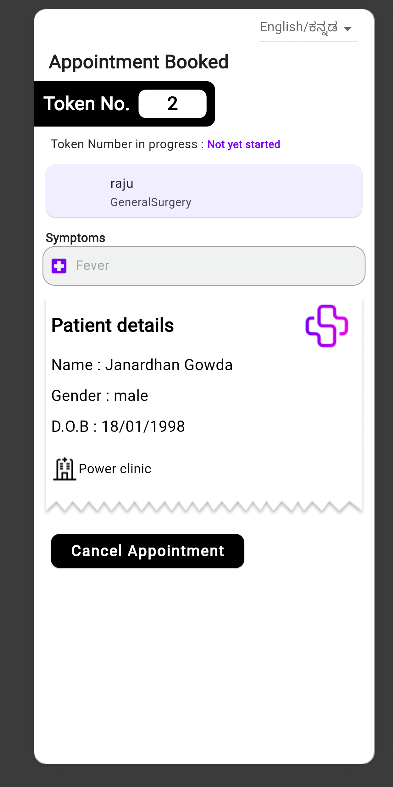 English/ಕನ್ನಡ
Appointment Booked
Token No. 2
Token Number in progress : Not yet started
raju
GeneralSurgery
Symptoms
Fever
Patient details
Name : Janardhan Gowda
Gender : male
D.O.B : 18/01/1998
Power clinic
Cancel Appointment